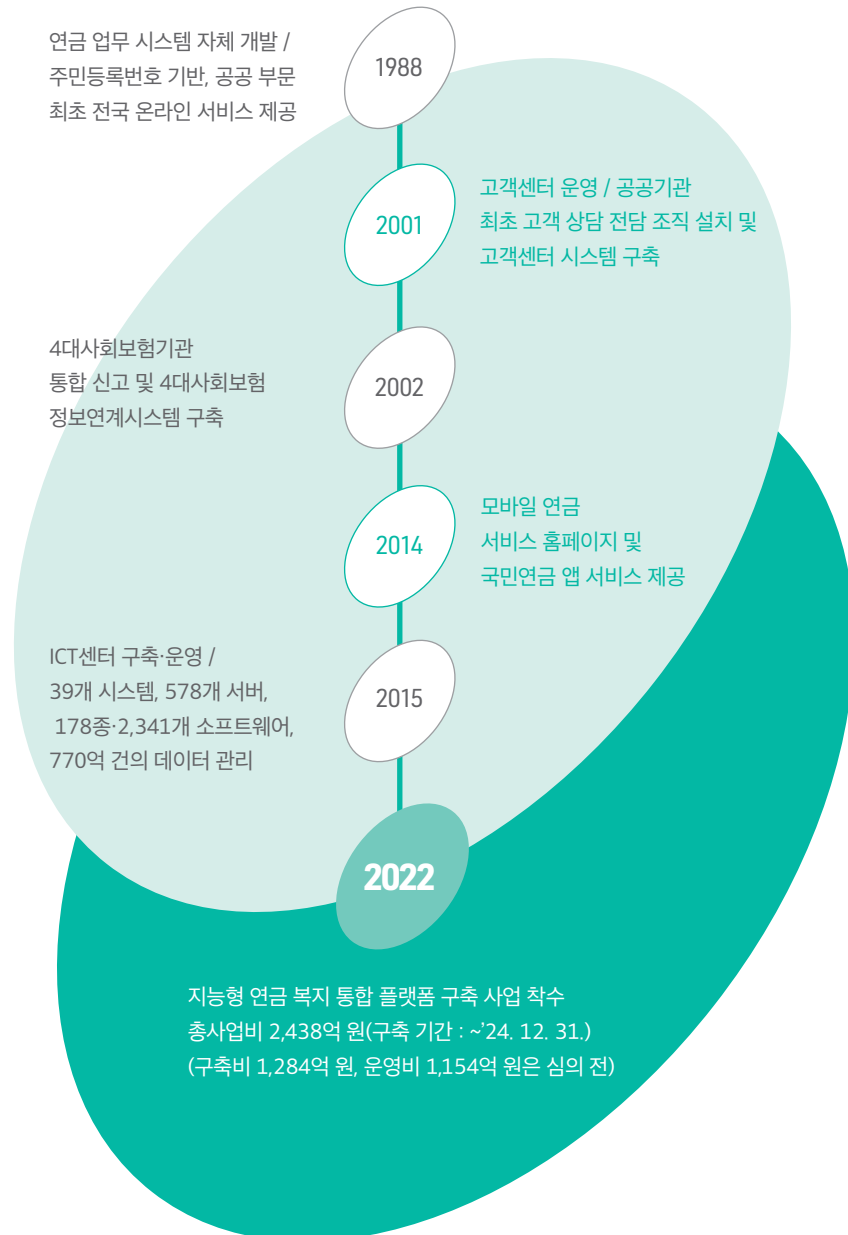 연금 업무 시스템 자체 개발 /
주민등록번호 기반, 공공 부문
최초 전국 온라인 서비스 제공
1988
2001
고객센터 운영 / 공공기관
최초 고객 상담 전담 조직 설치 및
고객센터 시스템 구축
4대사회보험기관
통합 신고 및 4대사회보험
정보연계시스템 구축
2002
2014
모바일 연금
서비스 홈페이지 및
국민연금 앱 서비스 제공
ICT센터 구축·운영 /
39개 시스템, 578개 서버,
178종·2,341개 소프트웨어,
770억 건의 데이터 관리
2015
2022
지능형 연금 복지 통합 플랫폼 구축 사업 착수
총사업비 2,438억 원(구축 기간 : ~’24. 12. 31.)
(구축비 1,284억 원, 운영비 1,154억 원은 심의 전)